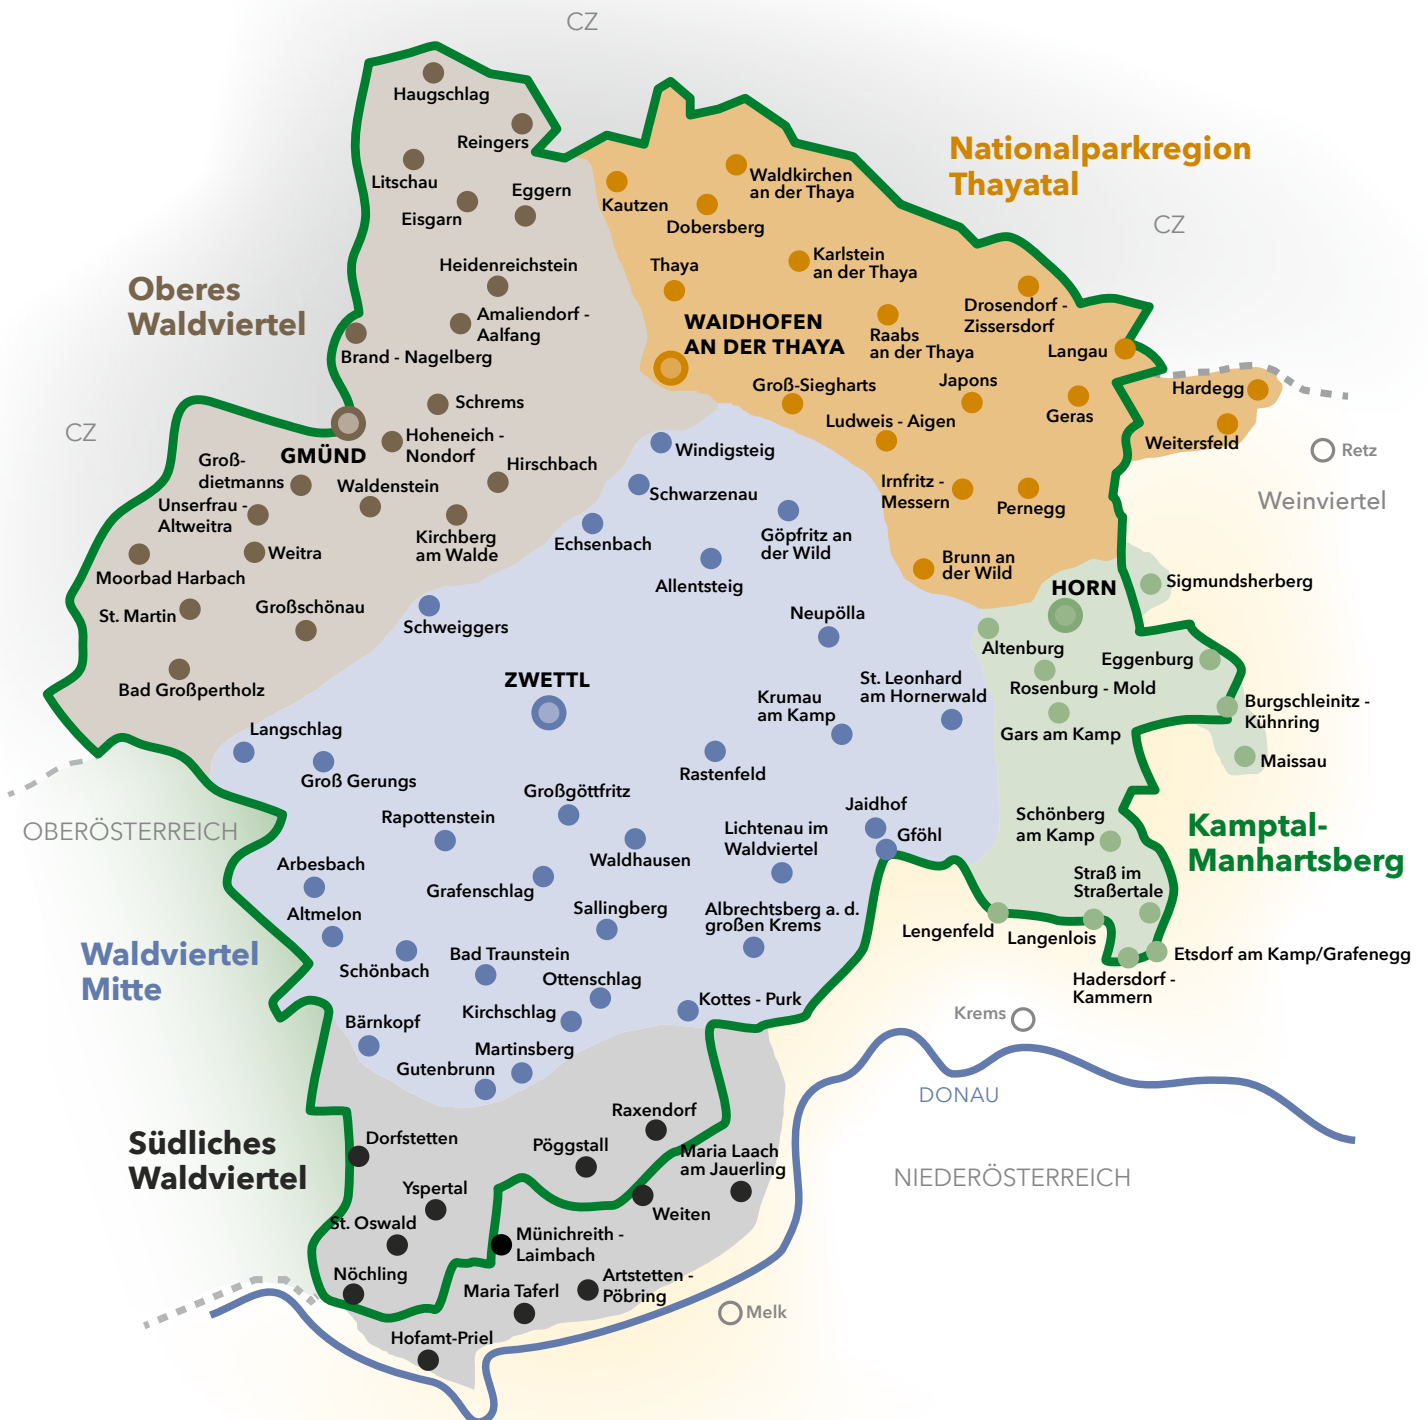 CZ
Haugschlag
Reingers
Litschau
Eggern
Eisgarn
Heidenreichstein
Amaliendorf -
Aalfang
Oberes
Waldviertel
Brand - Nagelberg
Schrems
CZ
GMÜND
Hoheneich -
Nondorf
Hirschbach
Groß-
dietmanns
Waldenstein
Unserfrau -
Altweitra
Kirchberg
am Walde
Weitra
Moorbad Harbach
St. Martin
Großschönau
Bad Großpertholz
Nationalparkregion
Thayatal
CZ
Waldkirchen
an der Thaya
Kautzen
Dobersberg
Thaya
Karlstein
an der Thaya
WAIDHOFEN
AN DER THAYA
Raabs
an der Thaya
Drosendorf -
Zissersdorf
Langau
Groß-Siegharts
Japons
Geras
Hardegg
Weitersfeld
Ludweis - Aigen
Irnfritz -
Messern
Pernegg
Brunn an
der Wild
Retz
Weinviertel
Windigsteig
Schwarzenau
Echsenbach
Göpfritz an
der Wild
Allentsteig
Schweiggers
Neupölla
ZWETTL
St. Leonhard
am Hornerwald
Krumau
am Kamp
Langschlag
Groß Gerungs
Rastenfeld
Großgöttfritz
Rapottenstein
Waldhausen
Jaidhof
Gföhl
Lichtenau im
Waldviertel
Arbesbach
Grafenschlag
Altmelon
Sallingberg
Albrechtsberg a. d.
großen Krems
Schönbach
Bad Traunstein
Ottenschlag
Kirchschlag
Kottes - Purk
Bärnkopf
Martinsberg
Gutenbrunn
OBERÖSTERREICH
Waldviertel
Mitte
HORN
Sigmundsherberg
Altenburg
Eggenburg
Rosenburg - Mold
Gars am Kamp
Burgschleinitz -
Kühnring
Maissau
Schönberg
am Kamp
Kamptal-
Manhartsberg
Straß im
Straßertale
Lengenfeld
Langenlois
Etsdorf am Kamp/Grafenegg
Hadersdorf -
Kammern
Krems
DONAU
NIEDERÖSTERREICH
Südliches
Waldviertel
Raxendorf
Dorfstetten
Pöggstall
Maria Laach
am Jauerling
Yspertal
Weiten
St. Oswald
Münichreith -
Laimbach
Nöchling
Maria Taferl
Artstetten -
Pöbring
Melk
Hofamt-Priel